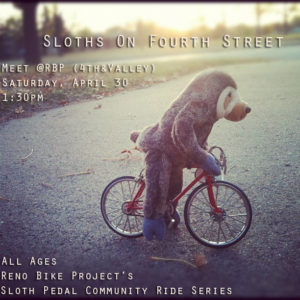 Sloths On Fourth Street
Meet @RBP (4th&Valley)
Saturday, April 30
1:30pm
All Ages
Reno Bike Project's
Sloth Pedal Community Ride Series